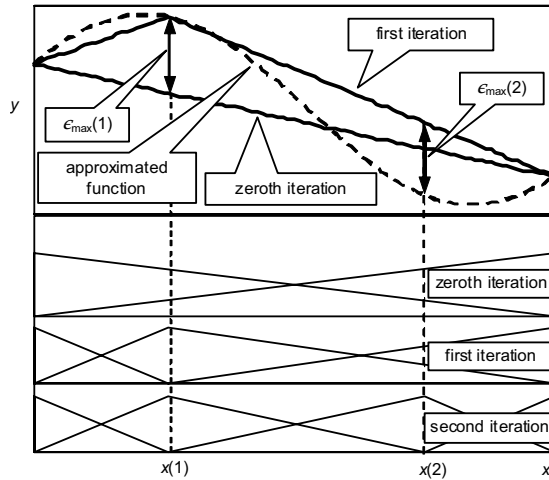 first iteration
y
ϵmax(1)
ϵmax(2)
approximated
function
zeroth iteration
zeroth iteration
first iteration
second iteration
x(1)
x(2)
x